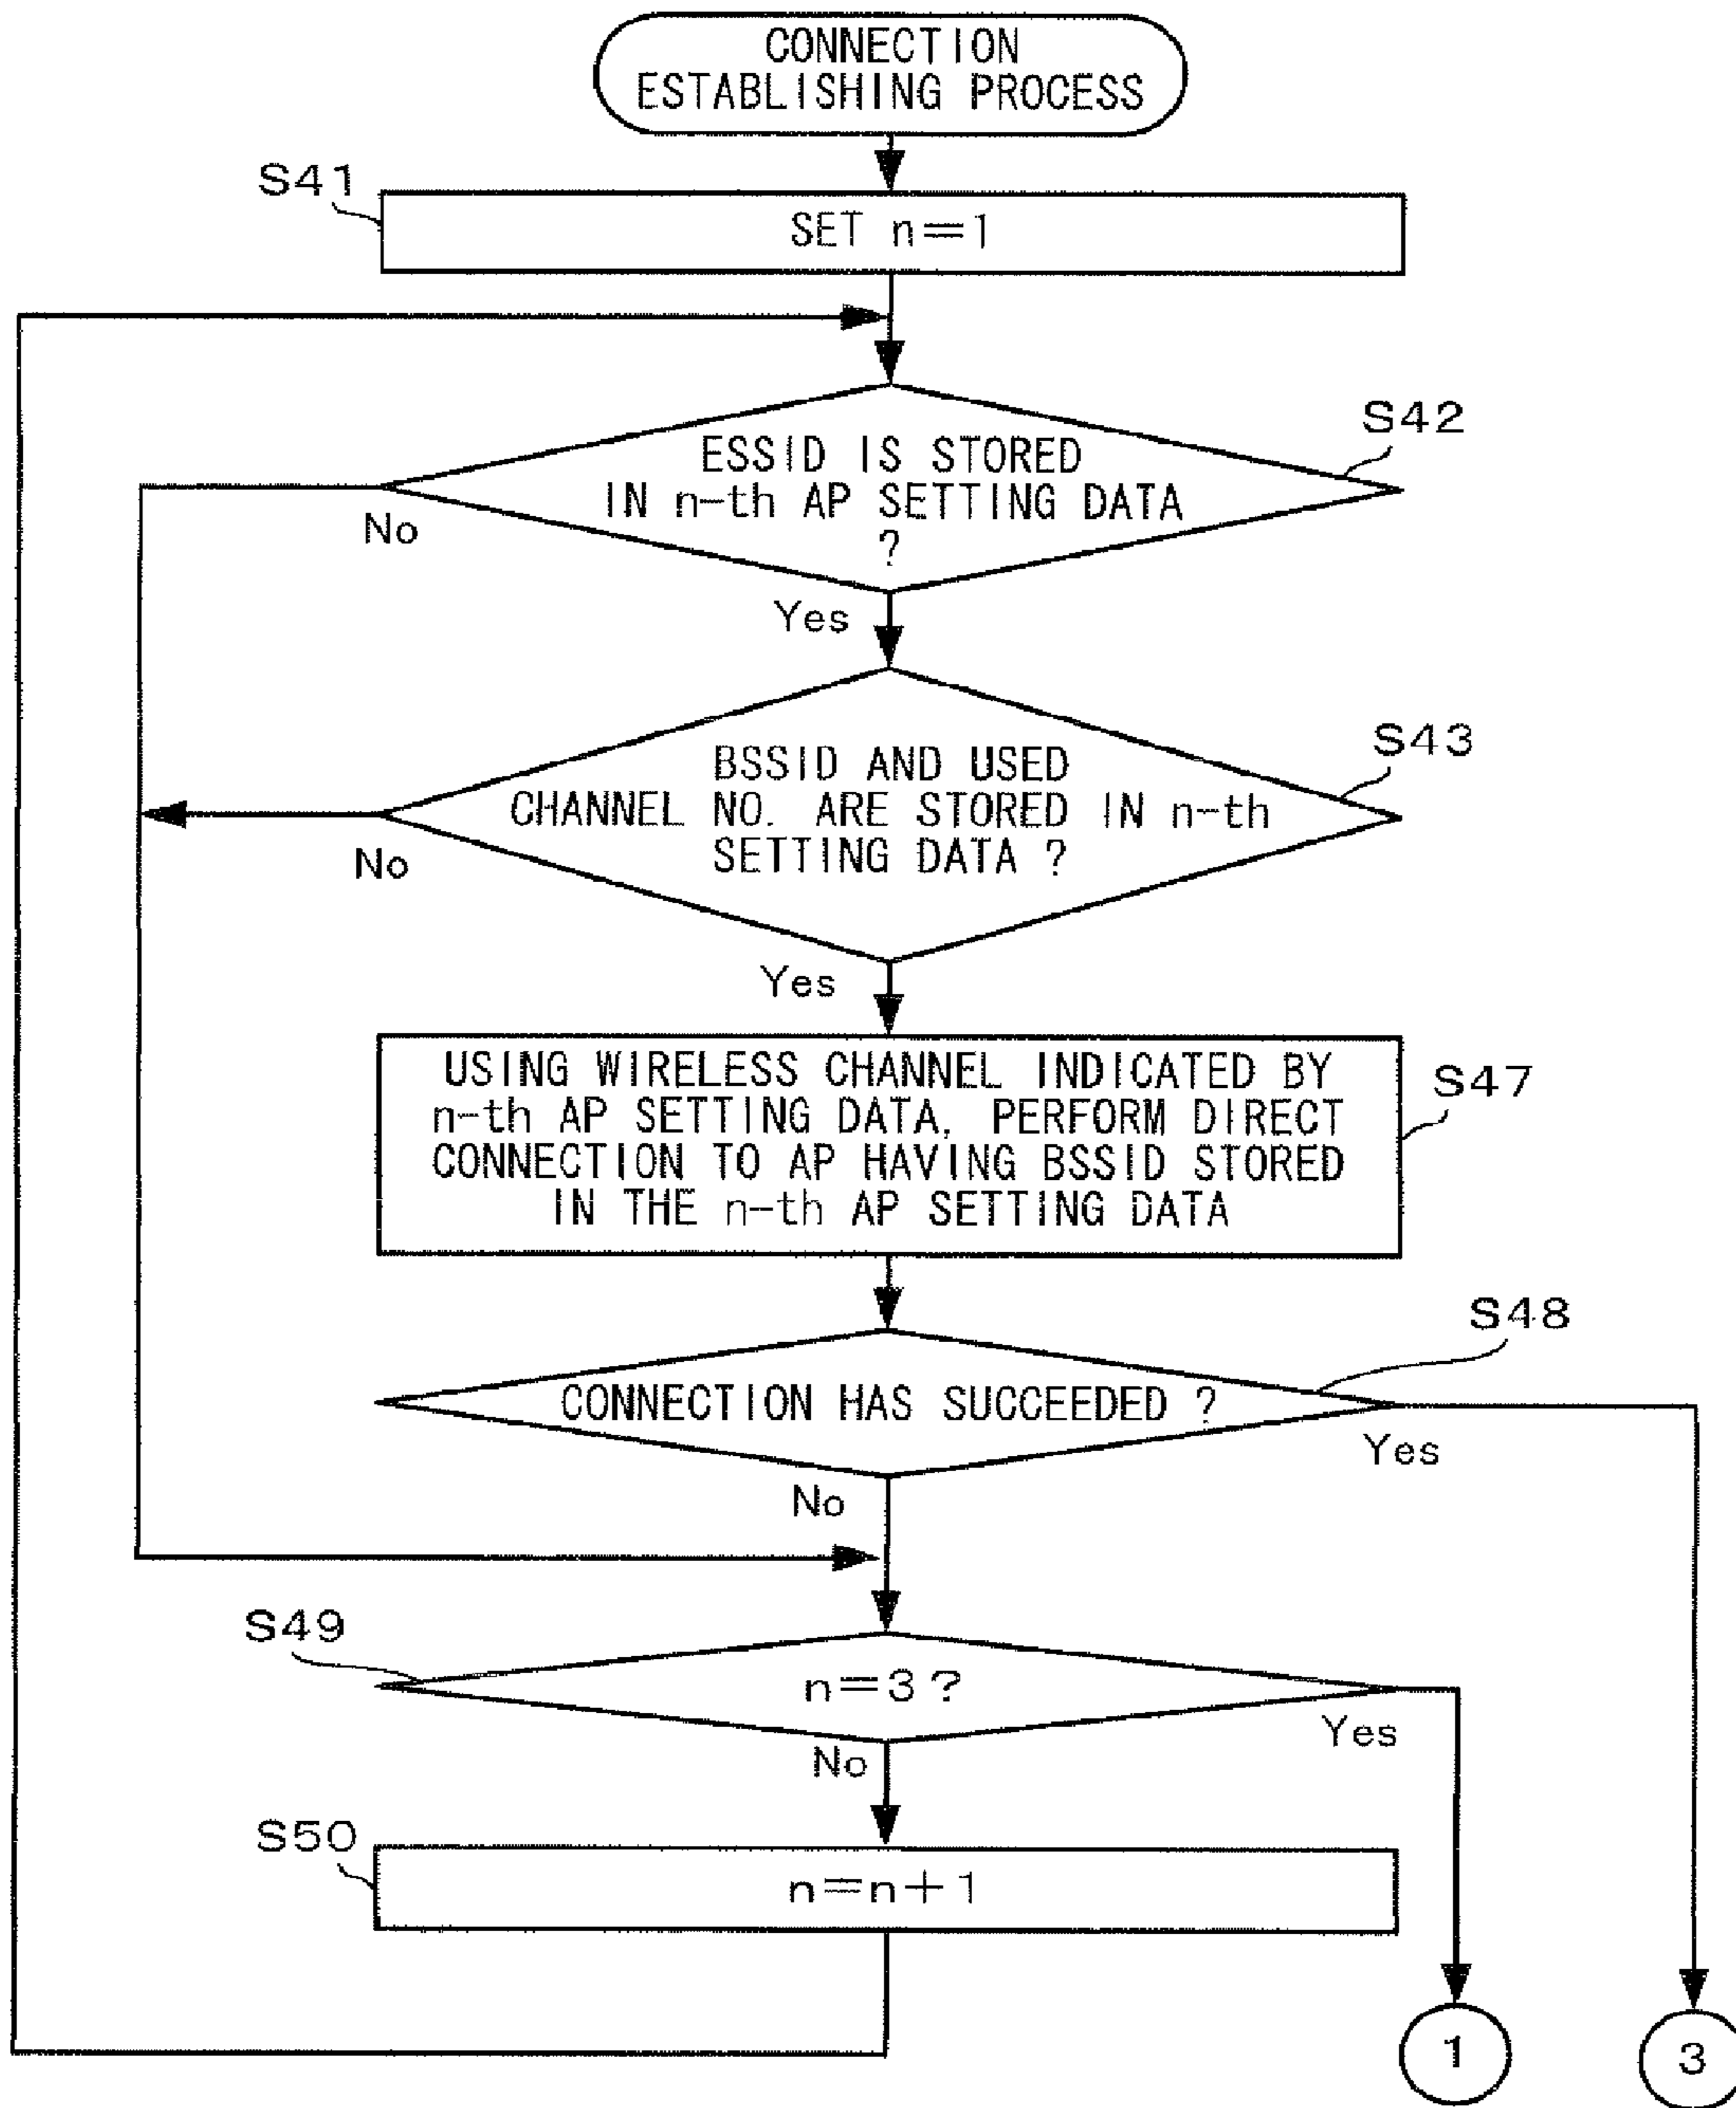 CONNECTION
ESTABLISHING PROCESS
S41
SET n=1
S42
ESSID IS STORED
IN n-th AP SETTING DATA
?
No
Yes
S43
BSSID AND USED
CHANNEL NO. ARE STORED IN n-th
SETTING DATA ?
No
Yes
S47
USING WIRELESS CHANNEL INDICATED BY
n-th AP SETTING DATA, PERFORM DIRECT
CONNECTION TO AP HAVING BSSID STORED
IN THE n-th AP SETTING DATA
S48
CONNECTION HAS SUCCEEDED ?
Yes
No
S49
n=3 ?
Yes
No
S50
n=n+1
1
3